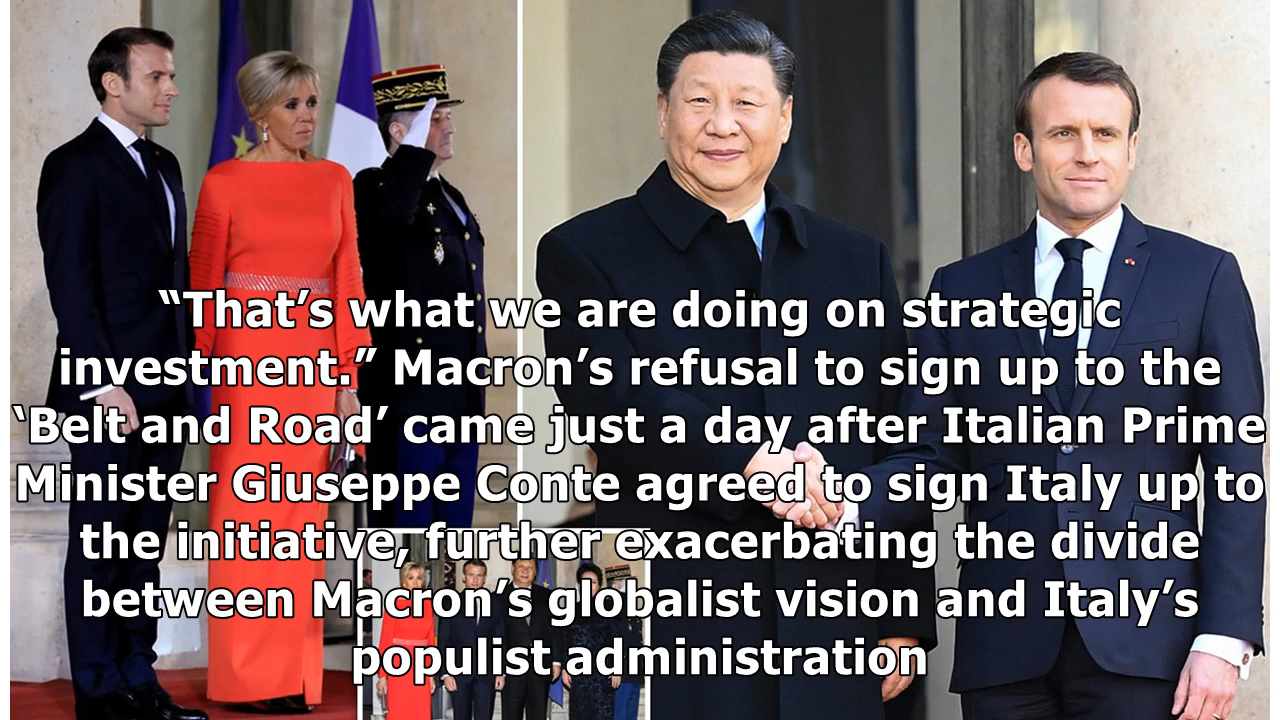 “That’s what we are doing on strategic
investment.” Macron’s refusal to sign up to the
‘Belt and Road’ came just a day after Italian Prime
Minister Giuseppe Conte agreed to sign Italy up to
the initiative, further exacerbating the divide
between Macron’s globalist vision and Italy’s
populist administration